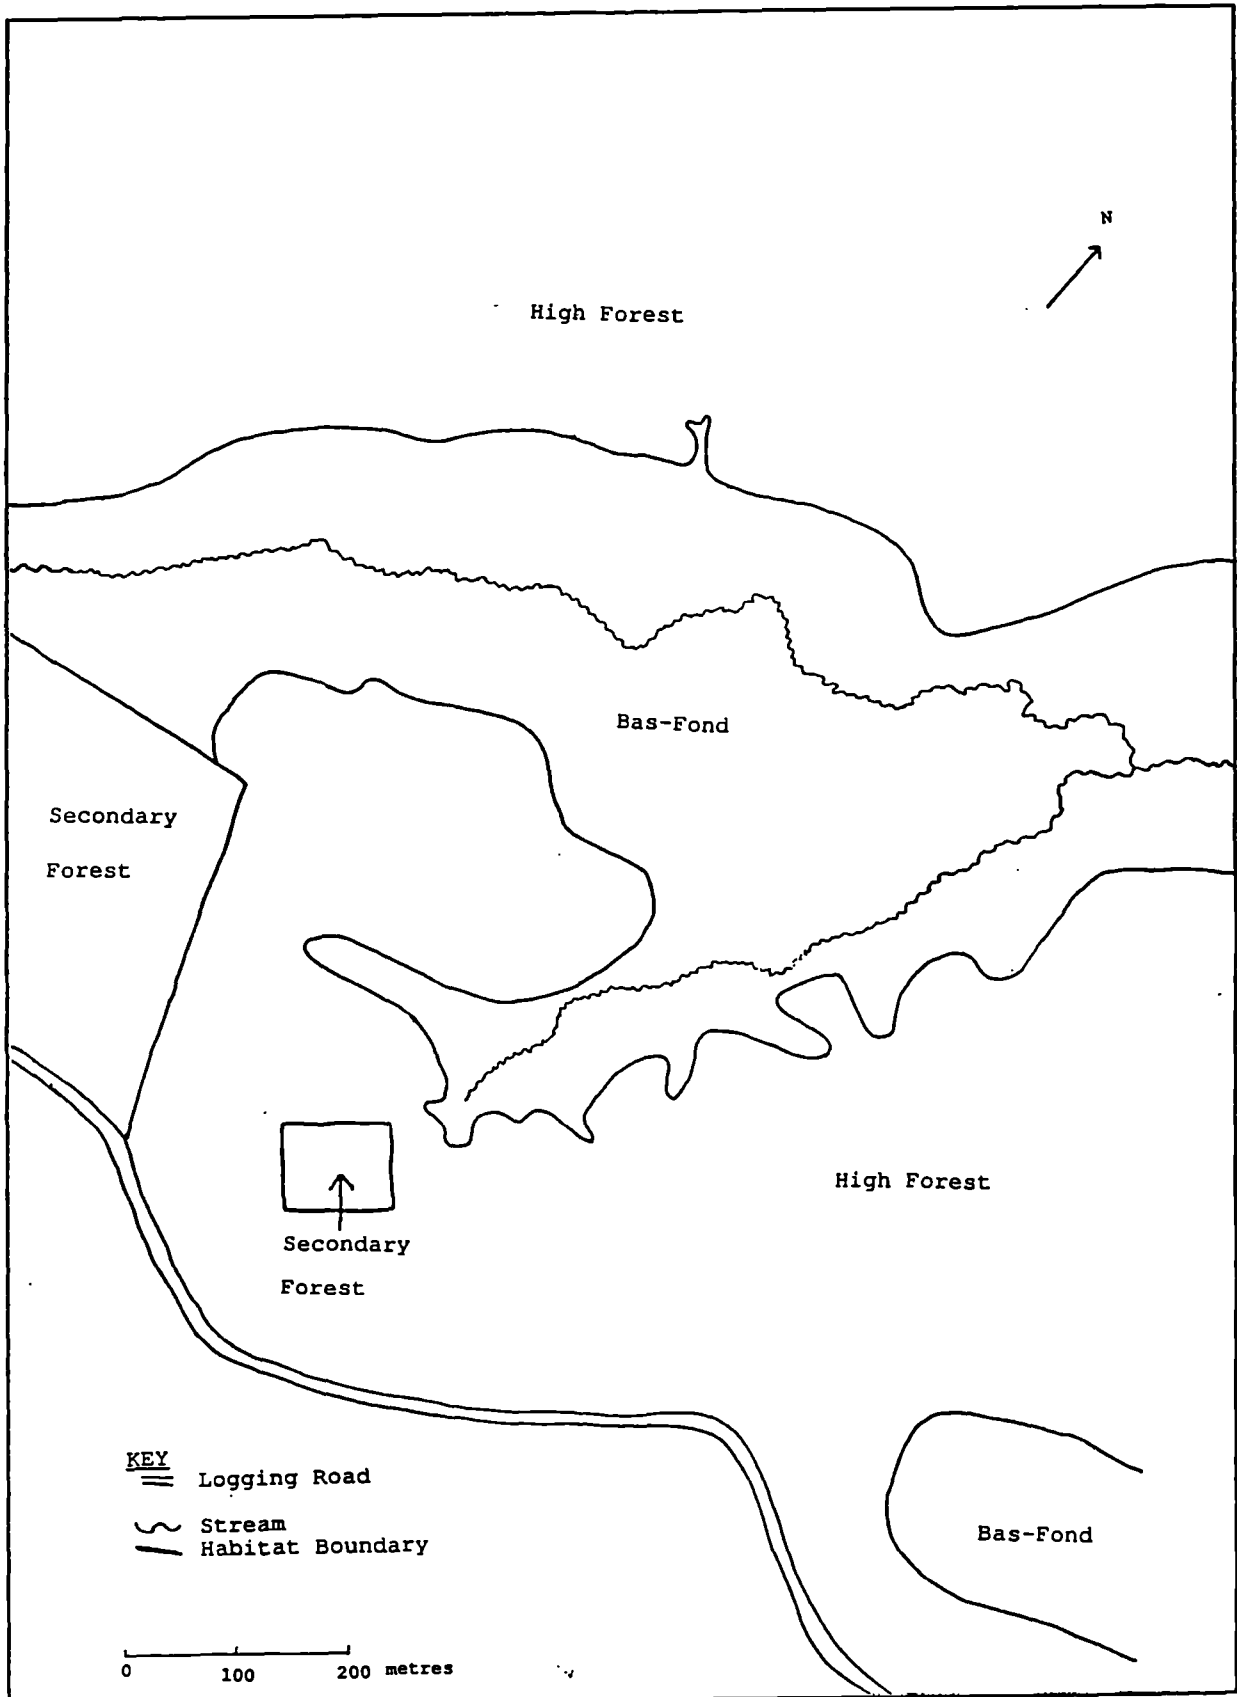 N
High Forest
Bas-Fond
Secondary
Forest
High Forest
Secondary
Forest
KEY
Logging Road
Stream
Habitat Boundary
Bas-Fond
0 100 200 metres